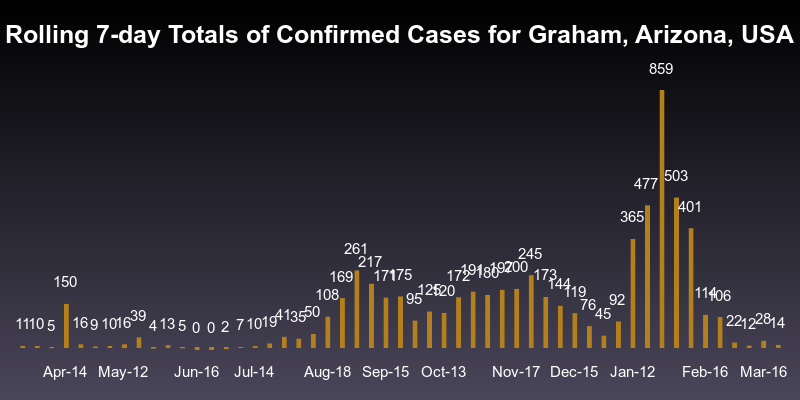 Rolling 7-day Totals of Confirmed Cases for Graham, Arizona, USA
11 10 5 150 16 9 10 16 39 4 13 5 0 0 2 7 10 19 41 35 50 108 169 261 217 171 175 95 125 120 172 191 180 200 245 173 144 119 76 45 92 365 477 859 503 401 114 106 22 12 28 14
Apr-14 May-12 Jun-16 Jul-14 Aug-18 Sep-15 Oct-13 Nov-17 Dec-15 Jan-12 Feb-16 Mar-16